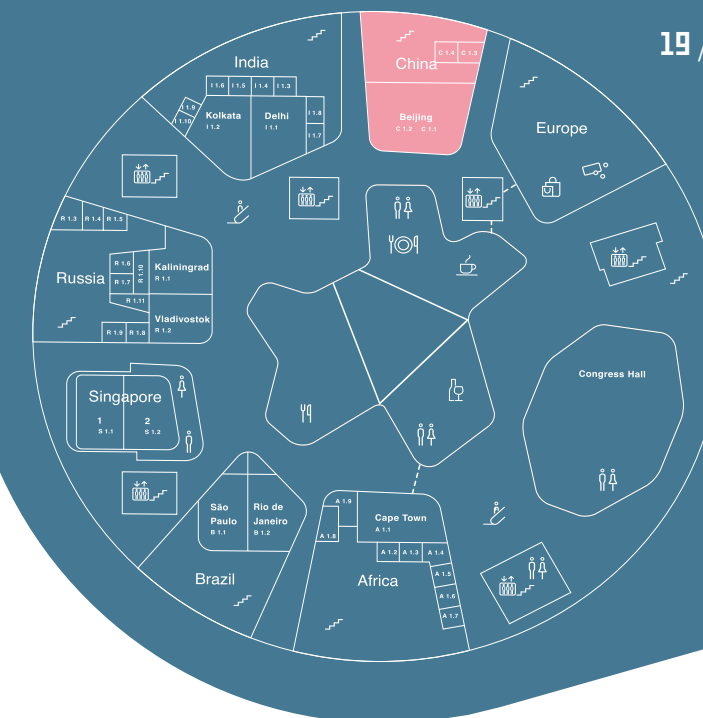 19 /
India
I 1.6 I 1.5 I 1.4 I 1.3
I 1.9
I 1.10
Kolkata
I 1.2
Delhi
I 1.1
I 1.8
I 1.7
China
C 1.4 C 1.3
Beijing
C 1.2 C 1.1
Europe
R 1.3 R 1.4 R 1.5
Russia
R 1.6
R 1.7
R 1.10
R 1.11
R 1.9 R 1.8
Kaliningrad
R 1.1
Vladivostok
R 1.2
Congress Hall
Singapore
1
S 1.1
2
S 1.2
São
Paulo
B 1.1
Rio de
Janeiro
B 1.2
Brazil
A 1.9
A 1.8
Cape Town
A 1.1
A 1.2 A 1.3 A 1.4
A 1.5
A 1.6
A 1.7
Africa